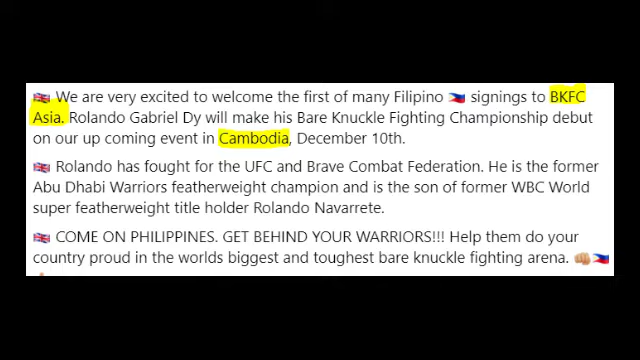 🇬🇧 We are very excited to welcome the first of many Filipino 🇵🇭 signings to BKFC
Asia. Rolando Gabriel Dy will make his Bare Knuckle Fighting Championship debut
on our up coming event in Cambodia, December 10th.
🇬🇧 Rolando has fought for the UFC and Brave Combat Federation. He is the former
Abu Dhabi Warriors featherweight champion and is the son of former WBC World
super featherweight title holder Rolando Navarrete.
🇬🇧 COME ON PHILIPPINES. GET BEHIND YOUR WARRIORS!!! Help them do your
country proud in the worlds biggest and toughest bare knuckle fighting arena. 👊🏼🇵🇭